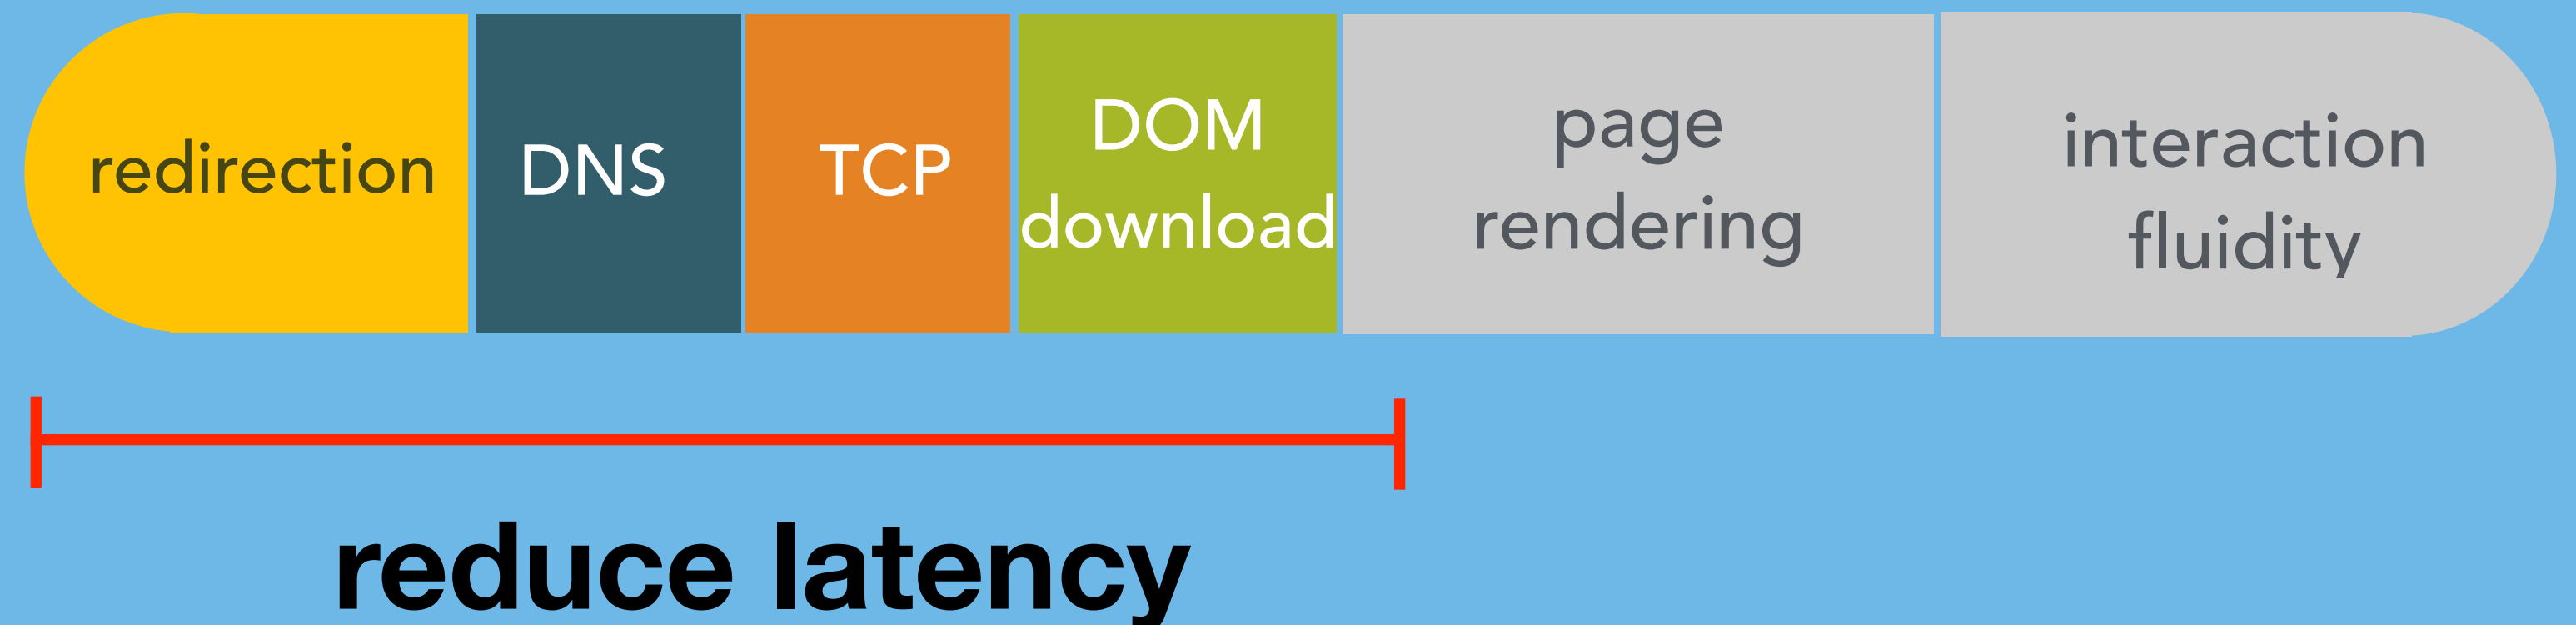 redirection
DNS
TCP
DOM
download
page
rendering
interaction
fluidity
reduce latency